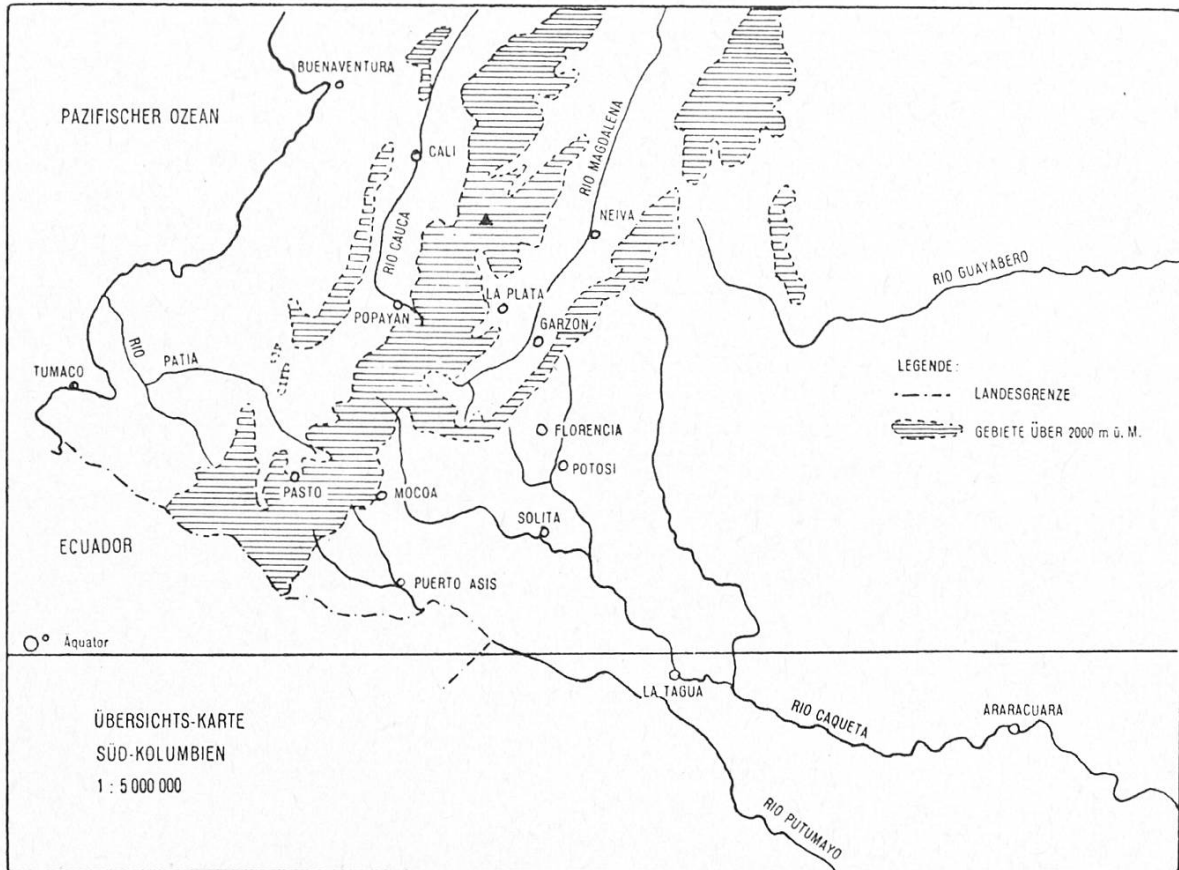 BUENAVENTURA
PAZIFISCHER OZEAN
CALI
RIO MAGDALENA
NEIVA
RIO CAUCA
RIO GUAYABERO
LA PLATA
POPAYAN
GARZON
RIO PATIA
TUMACO
LEGENDE:
LANDESGRENZE
GEBIETE ÜBER 2000 m ü. M.
FLORENCIA
POTOSI
PASTO
MOCOA
SOLITA
ECUADOR
PUERTO ASIS
0° Äquator
LA TAGUA
RIO CAQUETA
ARARACUARA
ÜBERSICHTS-KARTE
SÜD-KOLUMBIEN
1 : 5 000 000
RIO PUTUMAYO